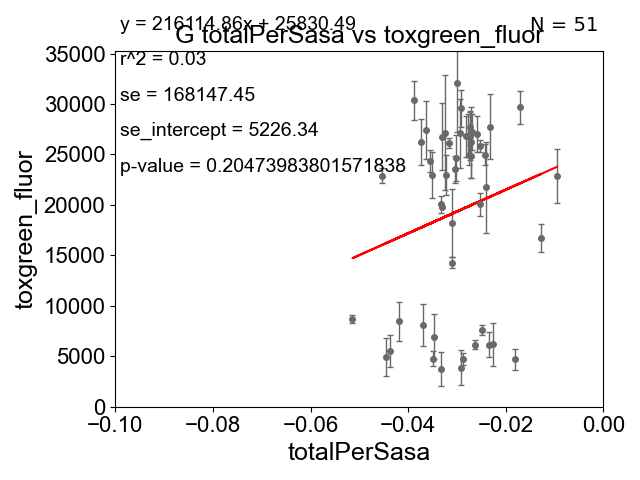 y = 216114.86x + 25830.49
N = 51
G totalPerSasa vs toxgreen_fluor
r^2 = 0.03
se = 168147.45
se_intercept = 5226.34
p-value = 0.20473983801571838
35000
30000
25000
20000
15000
10000
5000
0
toxgreen_fluor
−0.10
−0.08
−0.06
−0.04
−0.02
0.00
totalPerSasa